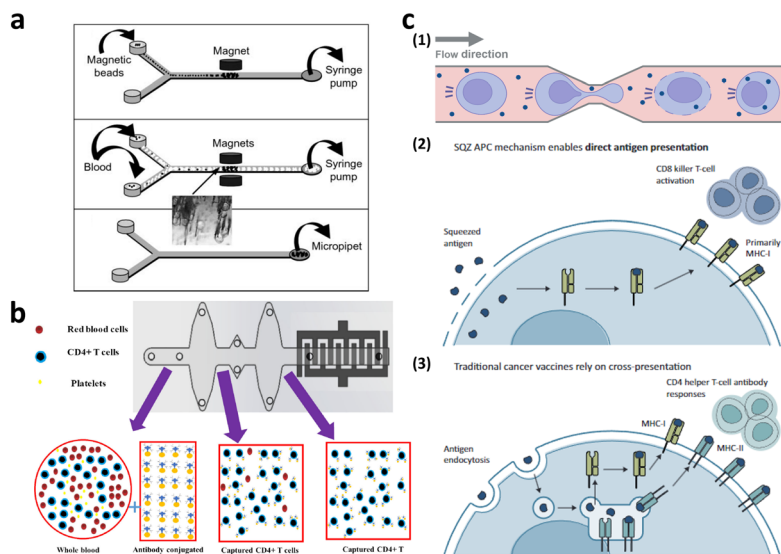 a
Magnetic
beads
Magnet
Syringe
pump
Blood
Magnets
Syringe
pump
Micropipet
b
Red blood cells
CD4+ T cells
Platelets
Whole blood
Antibody conjugated
Captured CD4+ T cells
Captured CD4+ T
c
(1)
Flow direction
(2)
SQZ APC mechanism enables direct antigen presentation
CD8 killer T-cell
activation
Squeezed
antigen
Primarily
MHC-I
(3)
Traditional cancer vaccines rely on cross-presentation
CD4 helper T-cell antibody
responses
MHC-I
MHC-II
Antigen
endocytosis